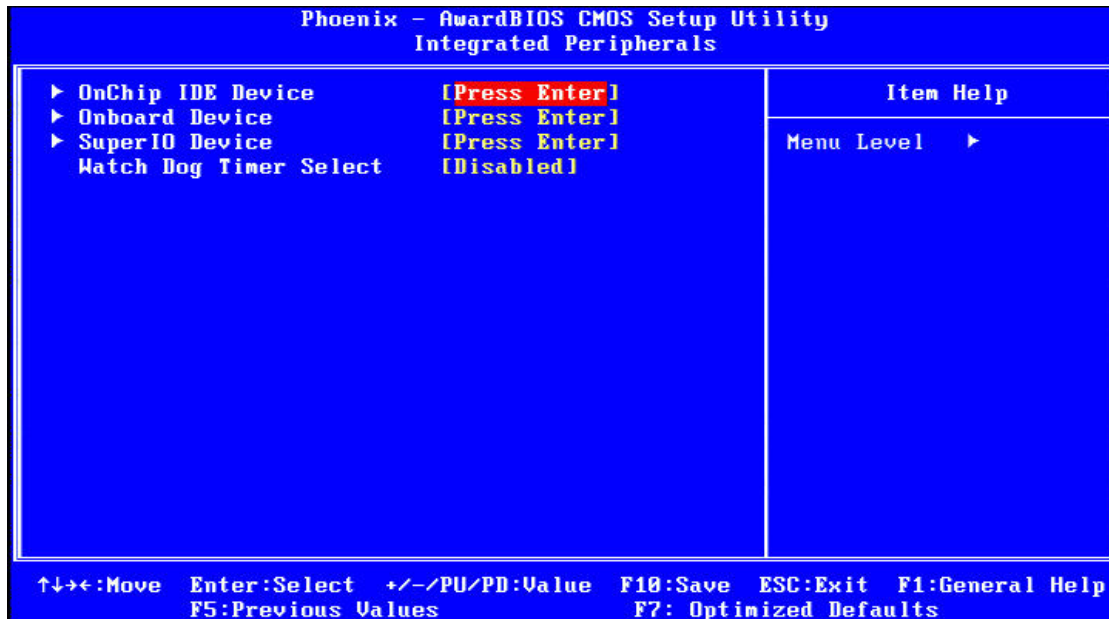 Phoenix - AwardBIOS CMOS Setup Utility
Integrated Peripherals
▶ OnChip IDE Device [Press Enter]
▶ Onboard Device [Press Enter]
▶ SuperIO Device [Press Enter]
Watch Dog Timer Select [Disabled]
Item Help
Menu Level ▶
↑↓→←:Move Enter:Select +/-/PU/PD:Value F10:Save ESC:Exit F1:General Help
F5:Previous Values F7: Optimized Defaults